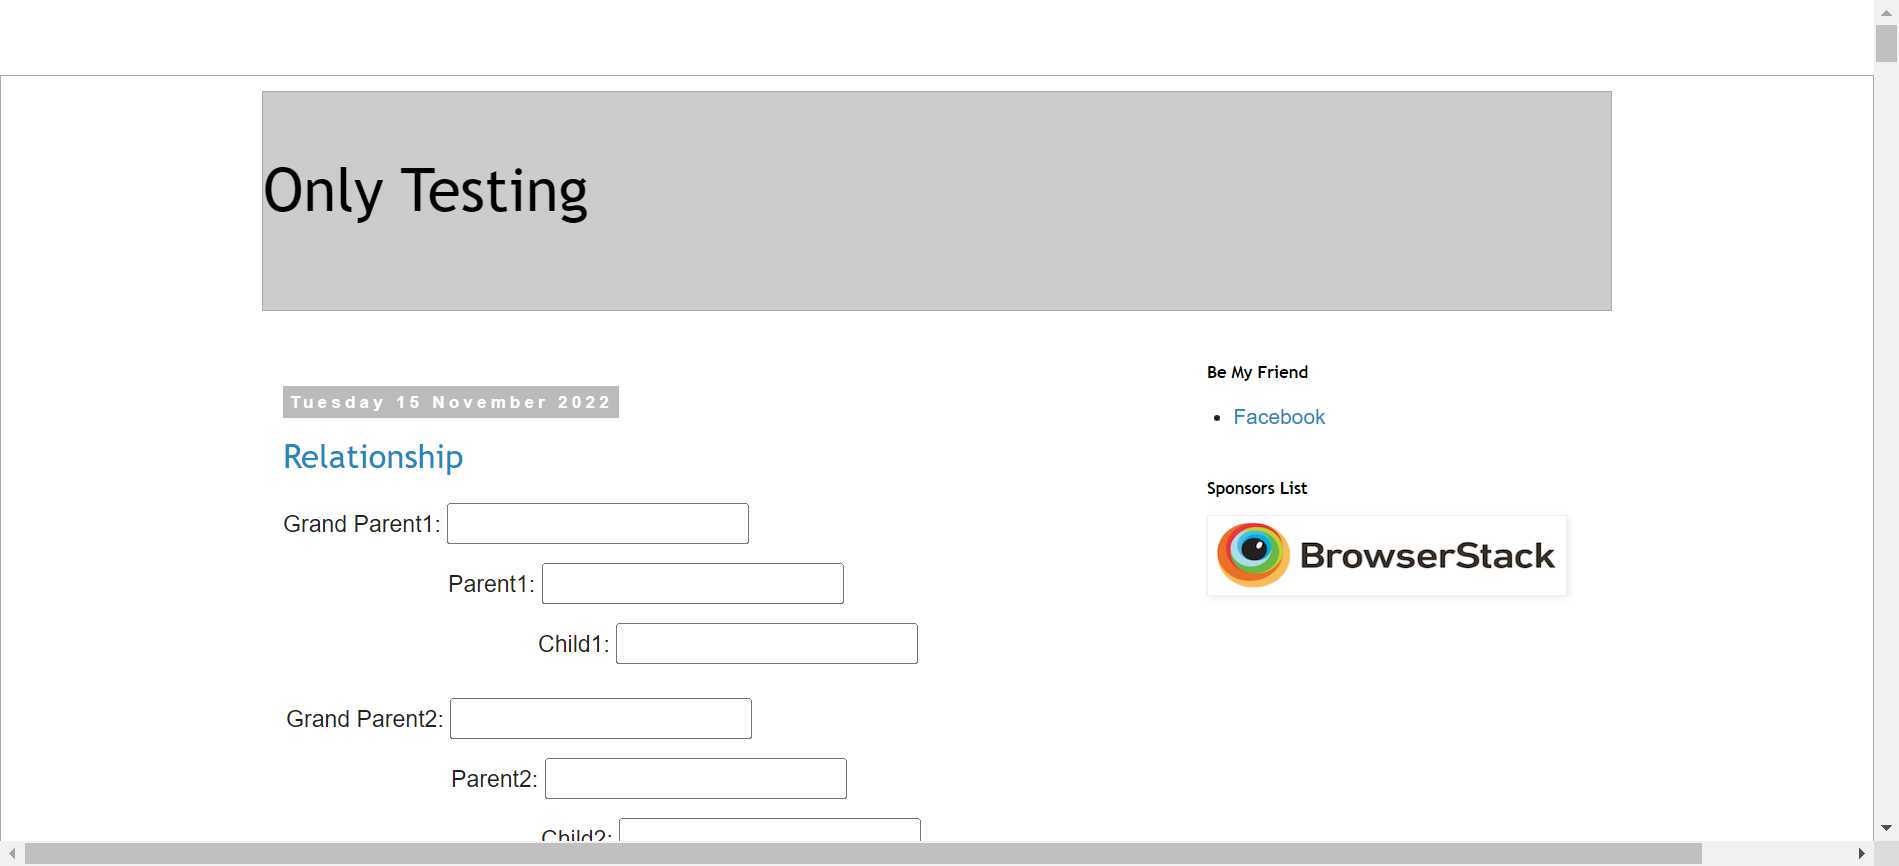 Only Testing
Tuesday 15 November 2022
Relationship
Grand Parent1:
Parent1:
Child1:
Grand Parent2:
Parent2:
Child2:
Be My Friend
Facebook
Sponsors List
BrowserStack